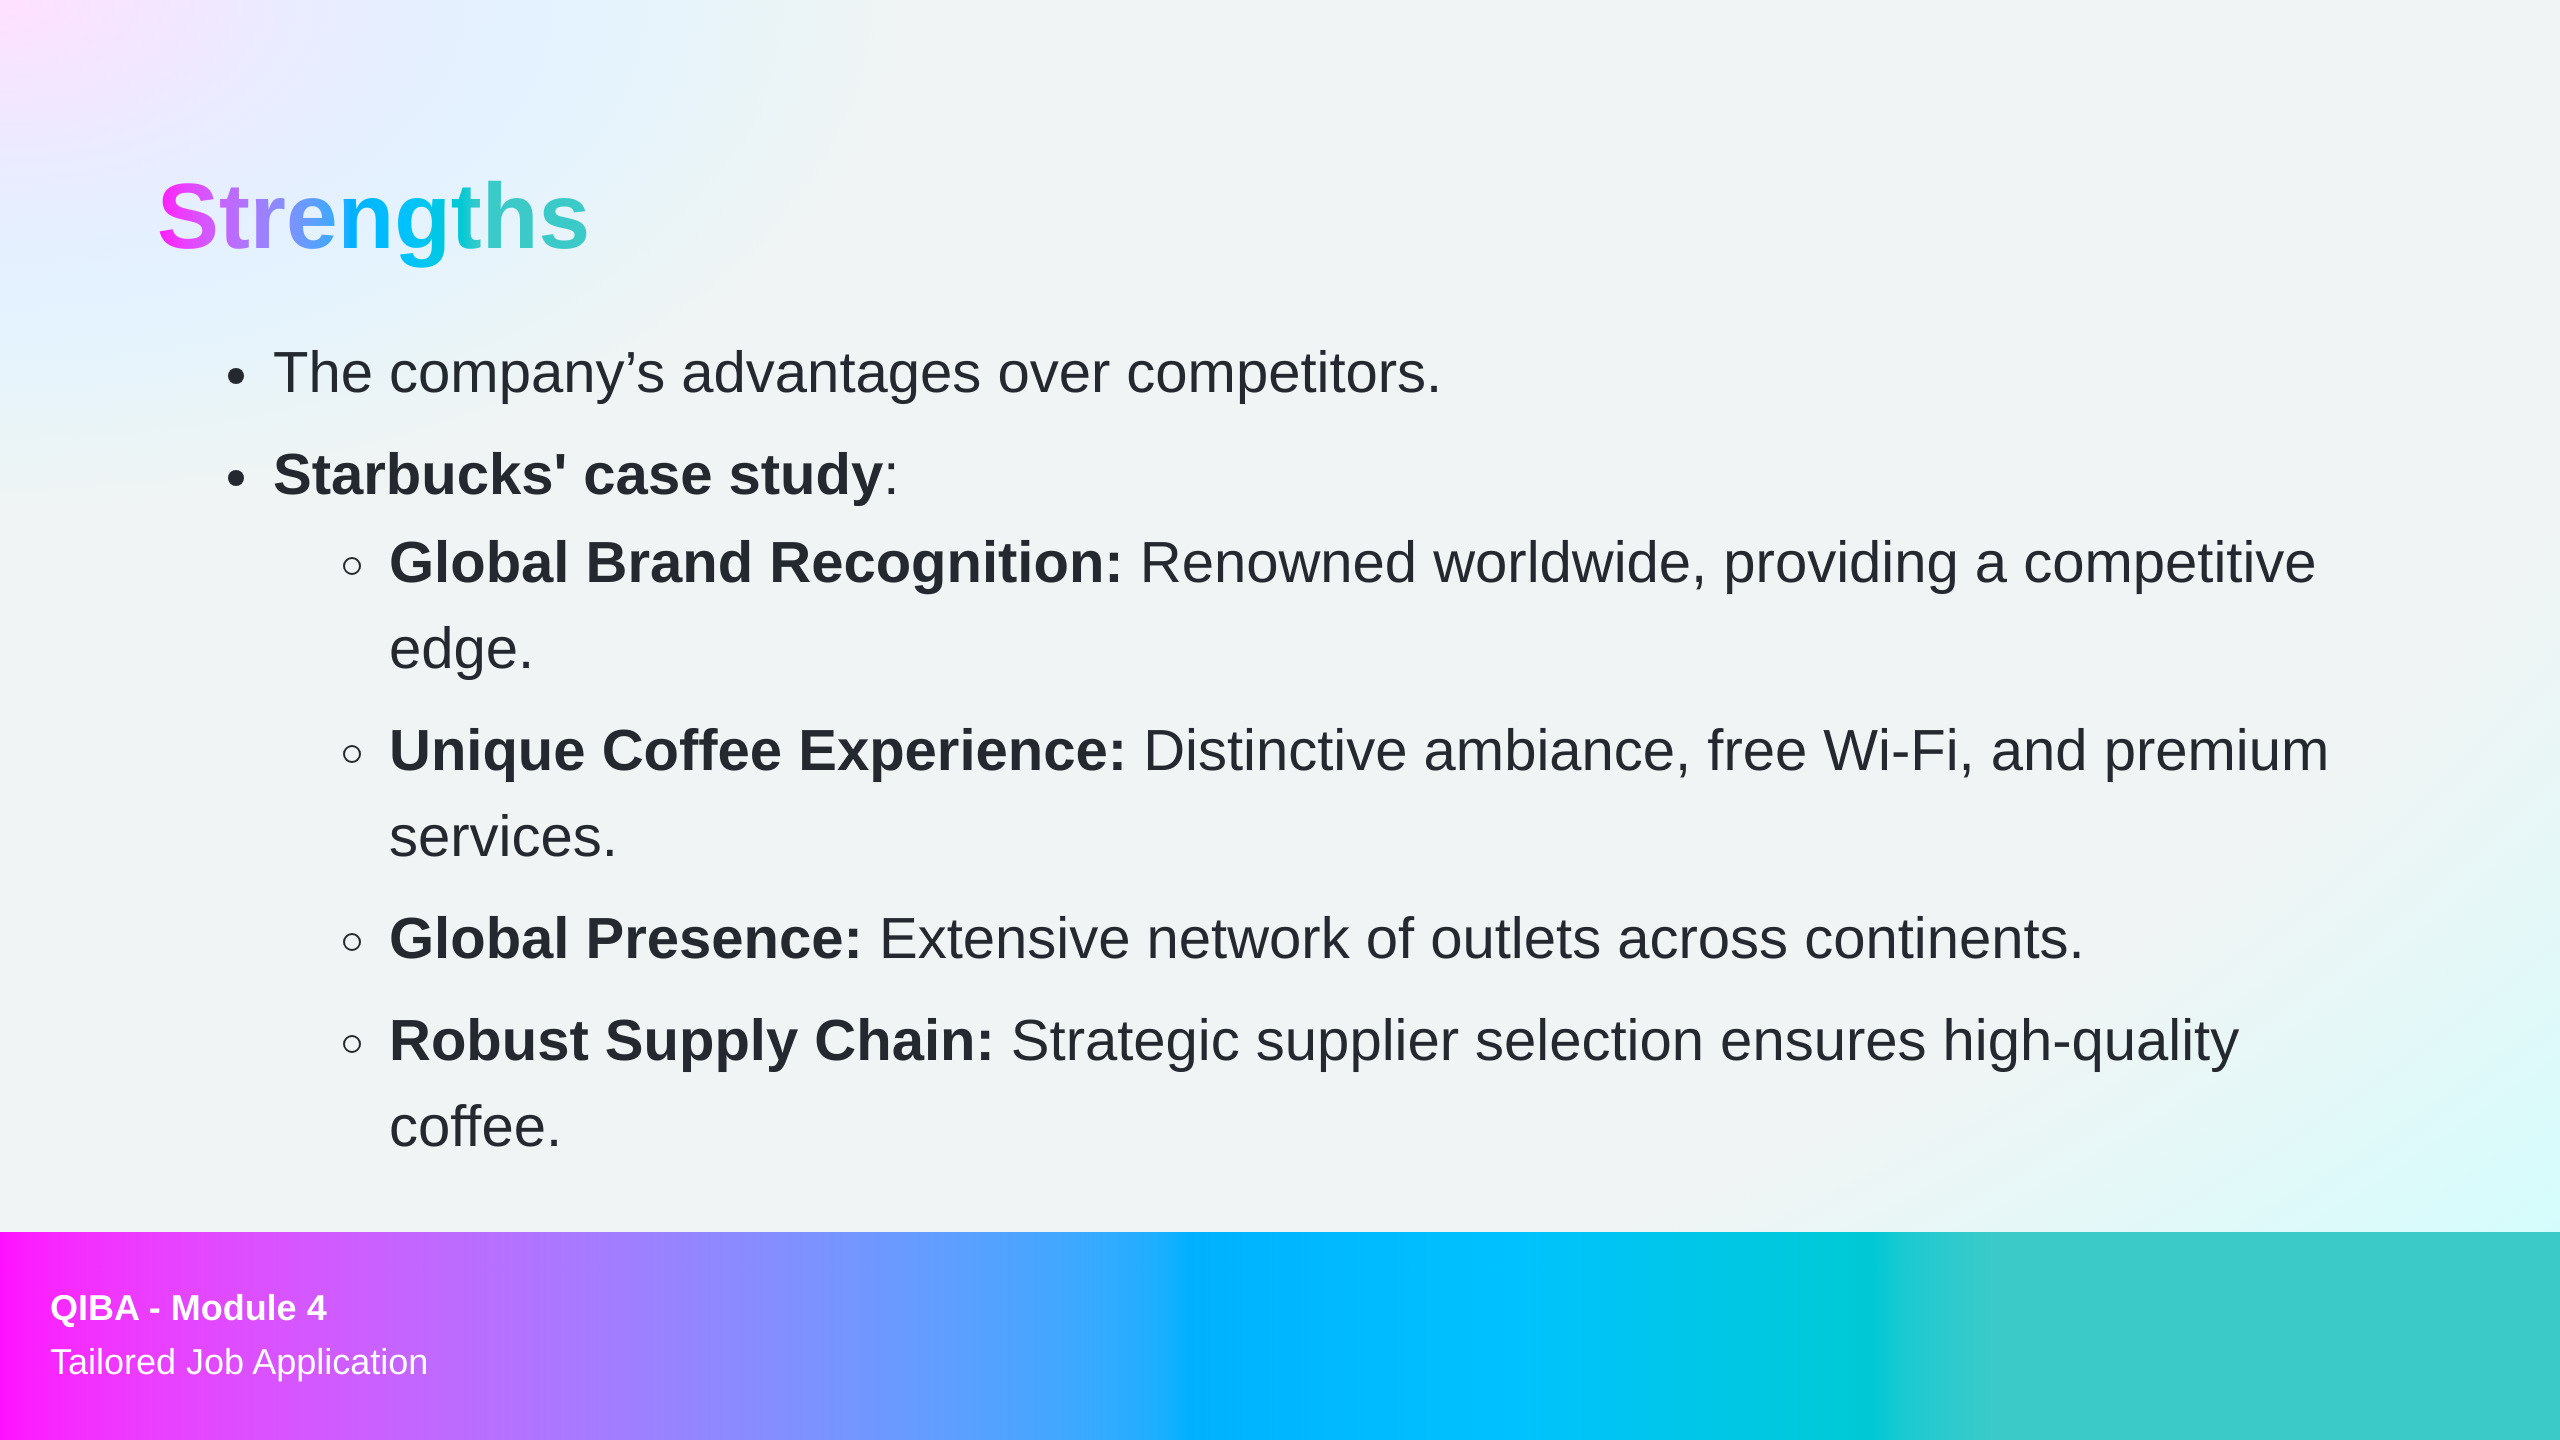 Strengths
The company’s advantages over competitors.
Starbucks' case study:
Global Brand Recognition: Renowned worldwide, providing a competitive
edge.
Unique Coffee Experience: Distinctive ambiance, free Wi-Fi, and premium
services.
Global Presence: Extensive network of outlets across continents.
Robust Supply Chain: Strategic supplier selection ensures high-quality
coffee.
QIBA - Module 4
Tailored Job Application